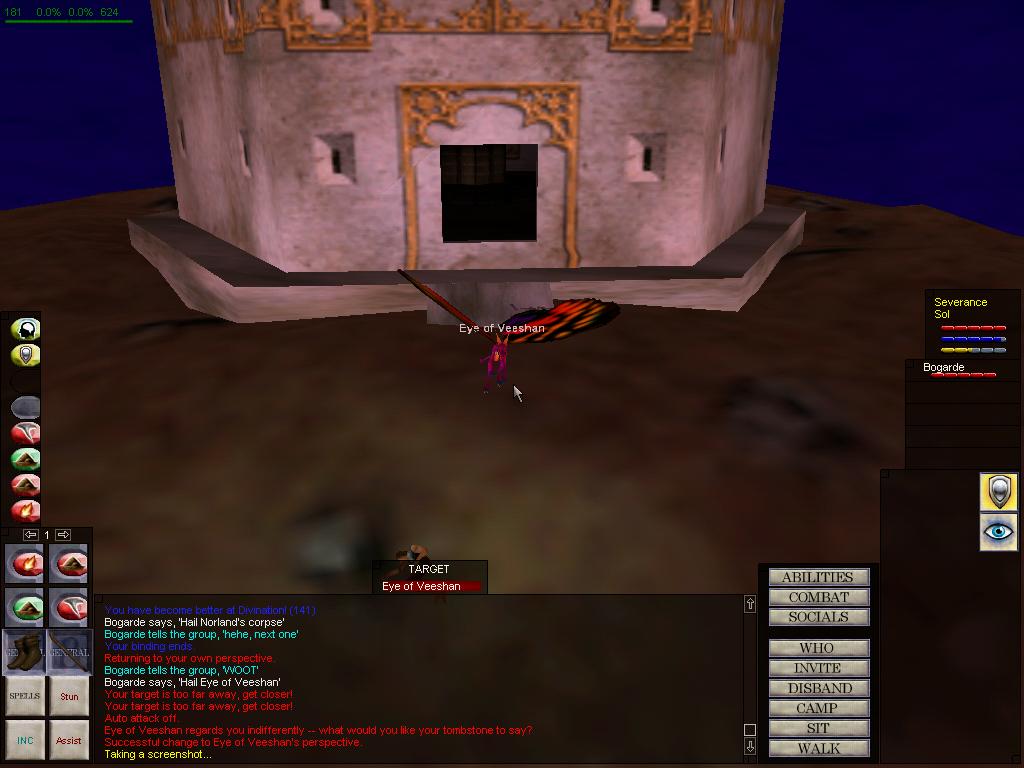 181 0.0% 0.0% 624
Eye of Veeshan
Severance
Sol
Bogarde
1
TARGET
Eye of Veeshan
GENERAL
SPELLS
Stun
INC
Assist
You have become better at Divination! (141)
Bogarde says, 'Hail Norland's corpse'
Bogarde tells the group, 'hehe, next one'
Your binding ends.
Returning to your own perspective.
Bogarde tells the group, 'WOOT'
Bogarde says, 'Hail Eye of Veeshan'
Your target is too far away, get closer!
Your target is too far away, get closer!
Auto attack off.
Eye of Veeshan regards you indifferently -- what would you like your tombstone to say?
Successful change to Eye of Veeshan's perspective.
Taking a screenshot...
ABILITIES
COMBAT
SOCIALS
WHO
INVITE
DISBAND
CAMP
SIT
WALK